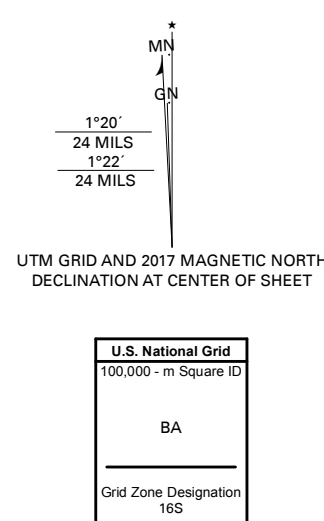 MN
GN
1°20´
24 MILS
1°22´
24 MILS
UTM GRID AND 2017 MAGNETIC NORTH
DECLINATION AT CENTER OF SHEET
U.S. National Grid
100,000 - m Square ID
BA
Grid Zone Designation
16S